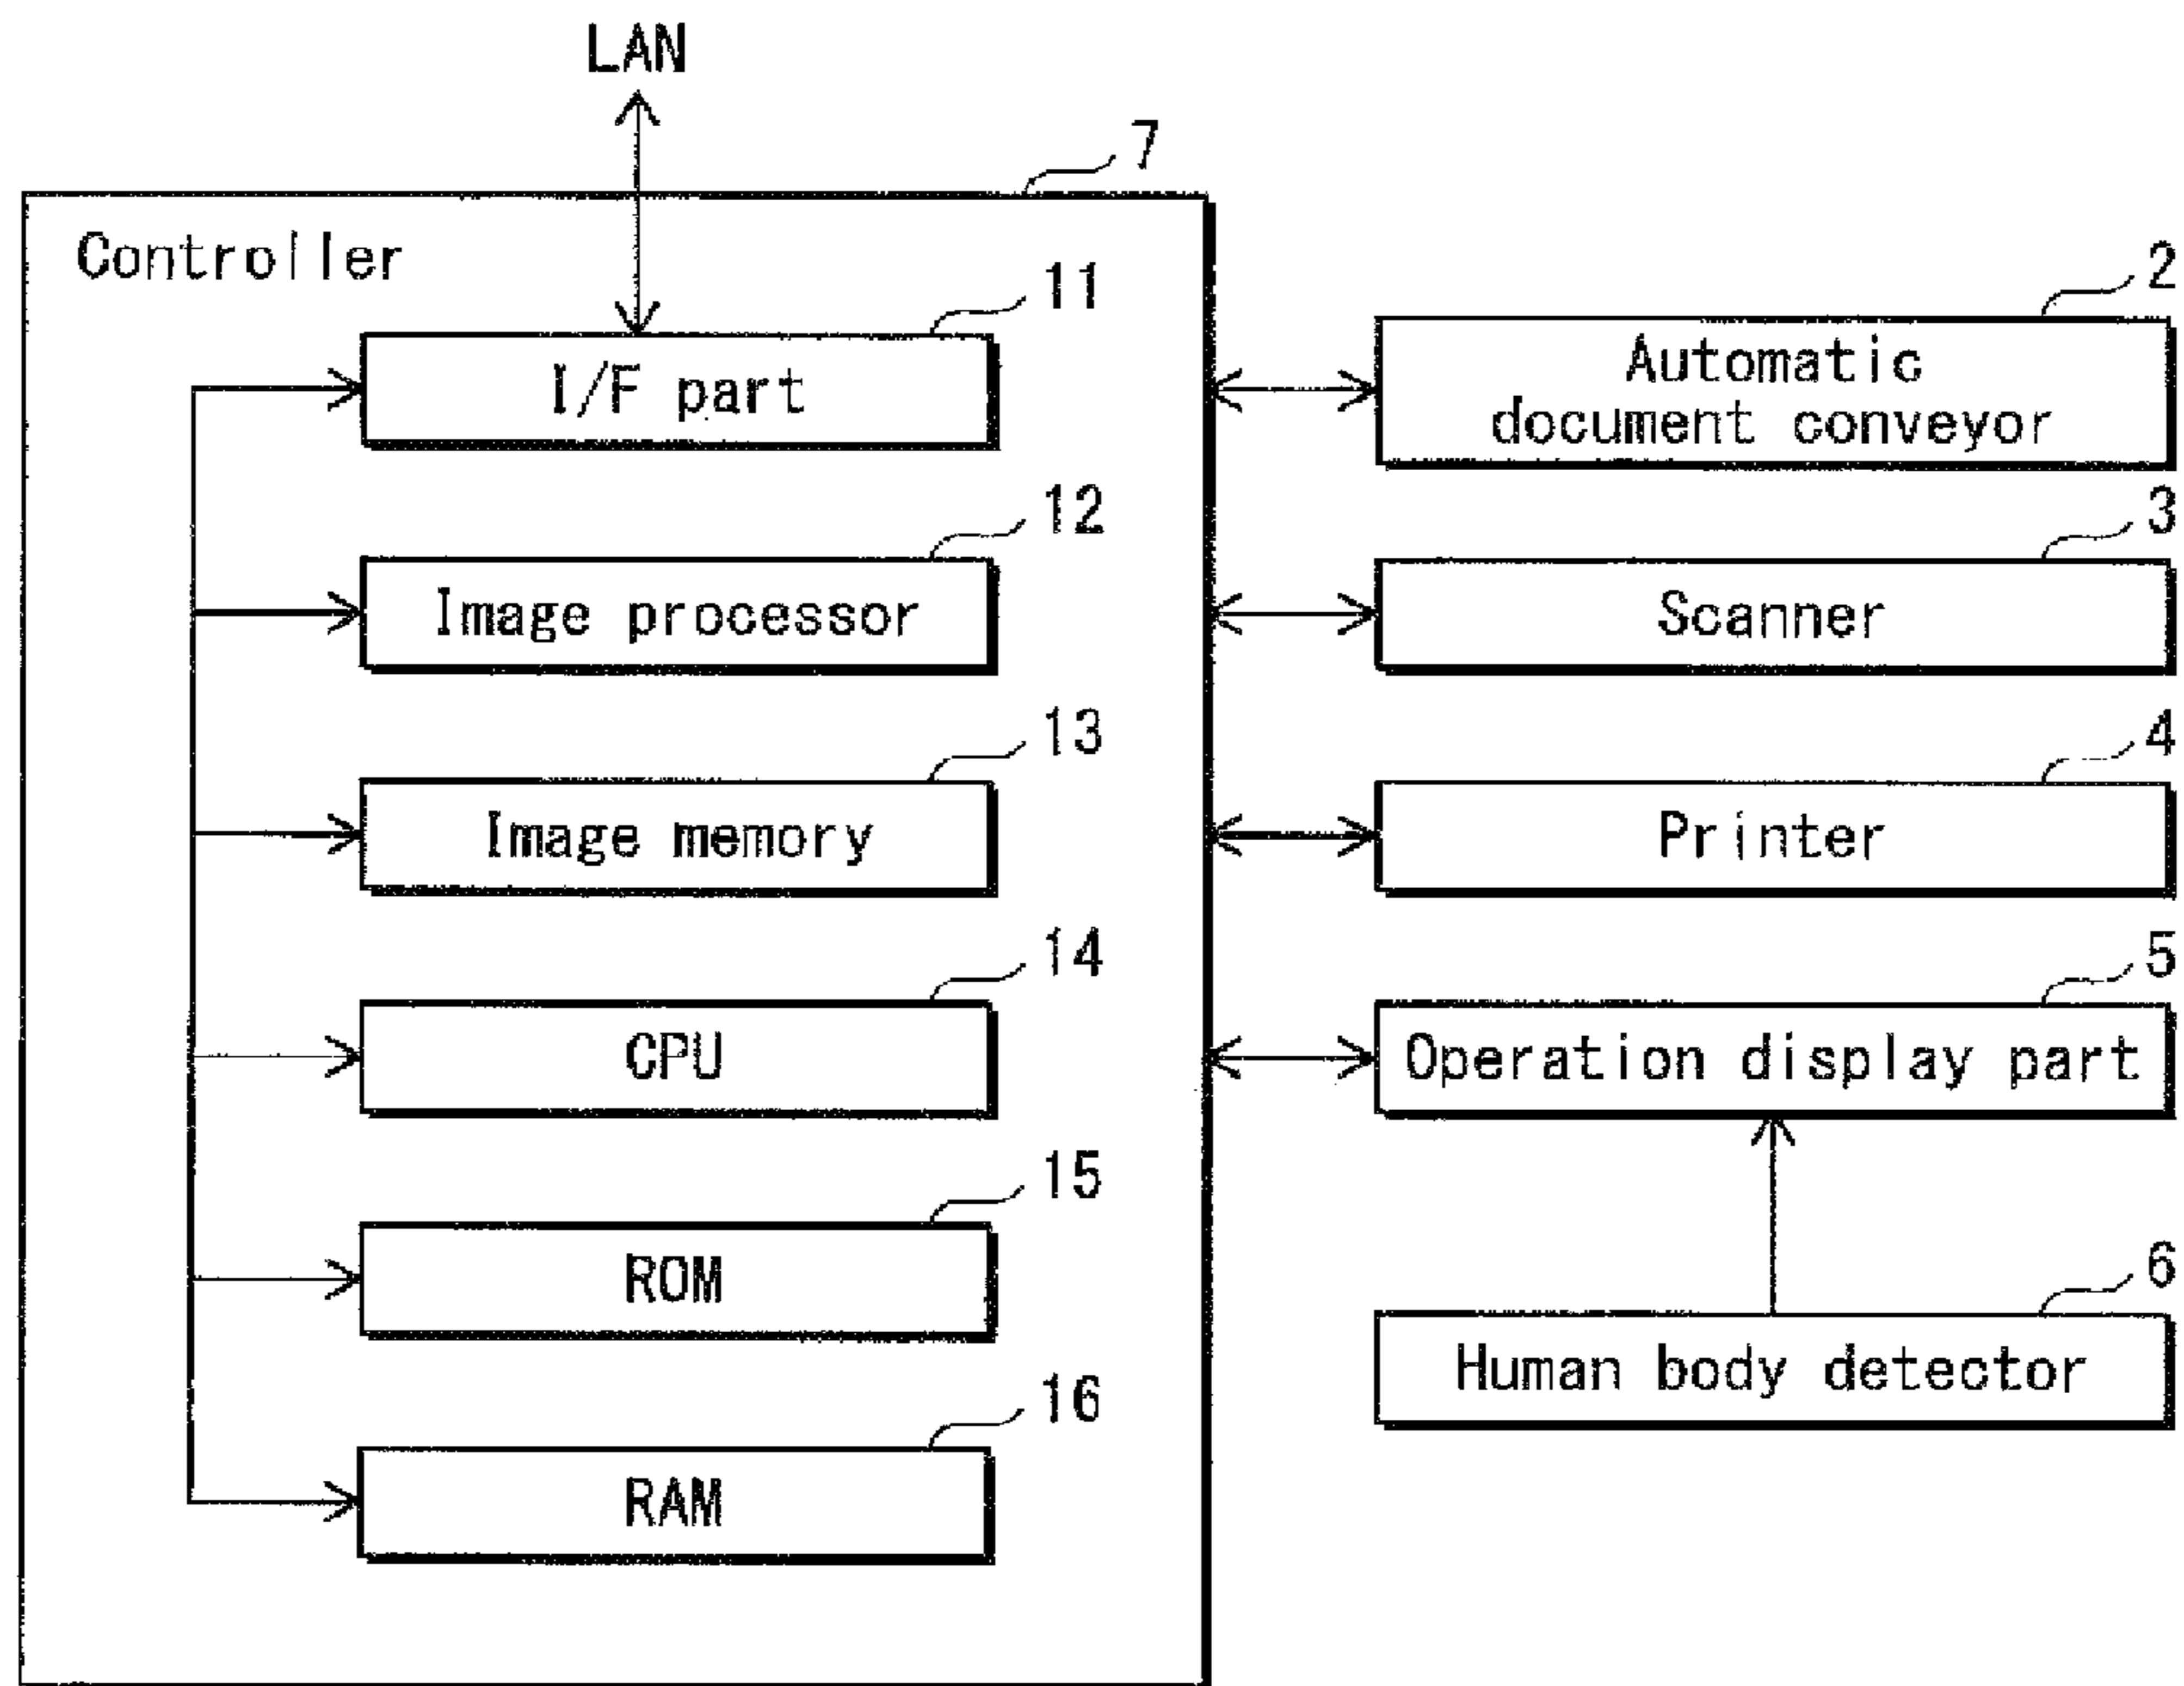 LAN
7
Controller
11
I/F part
12
Image processor
13
Image memory
14
CPU
15
ROM
16
RAM
2
Automatic
document conveyor
3
Scanner
4
Printer
5
Operation display part
6
Human body detector